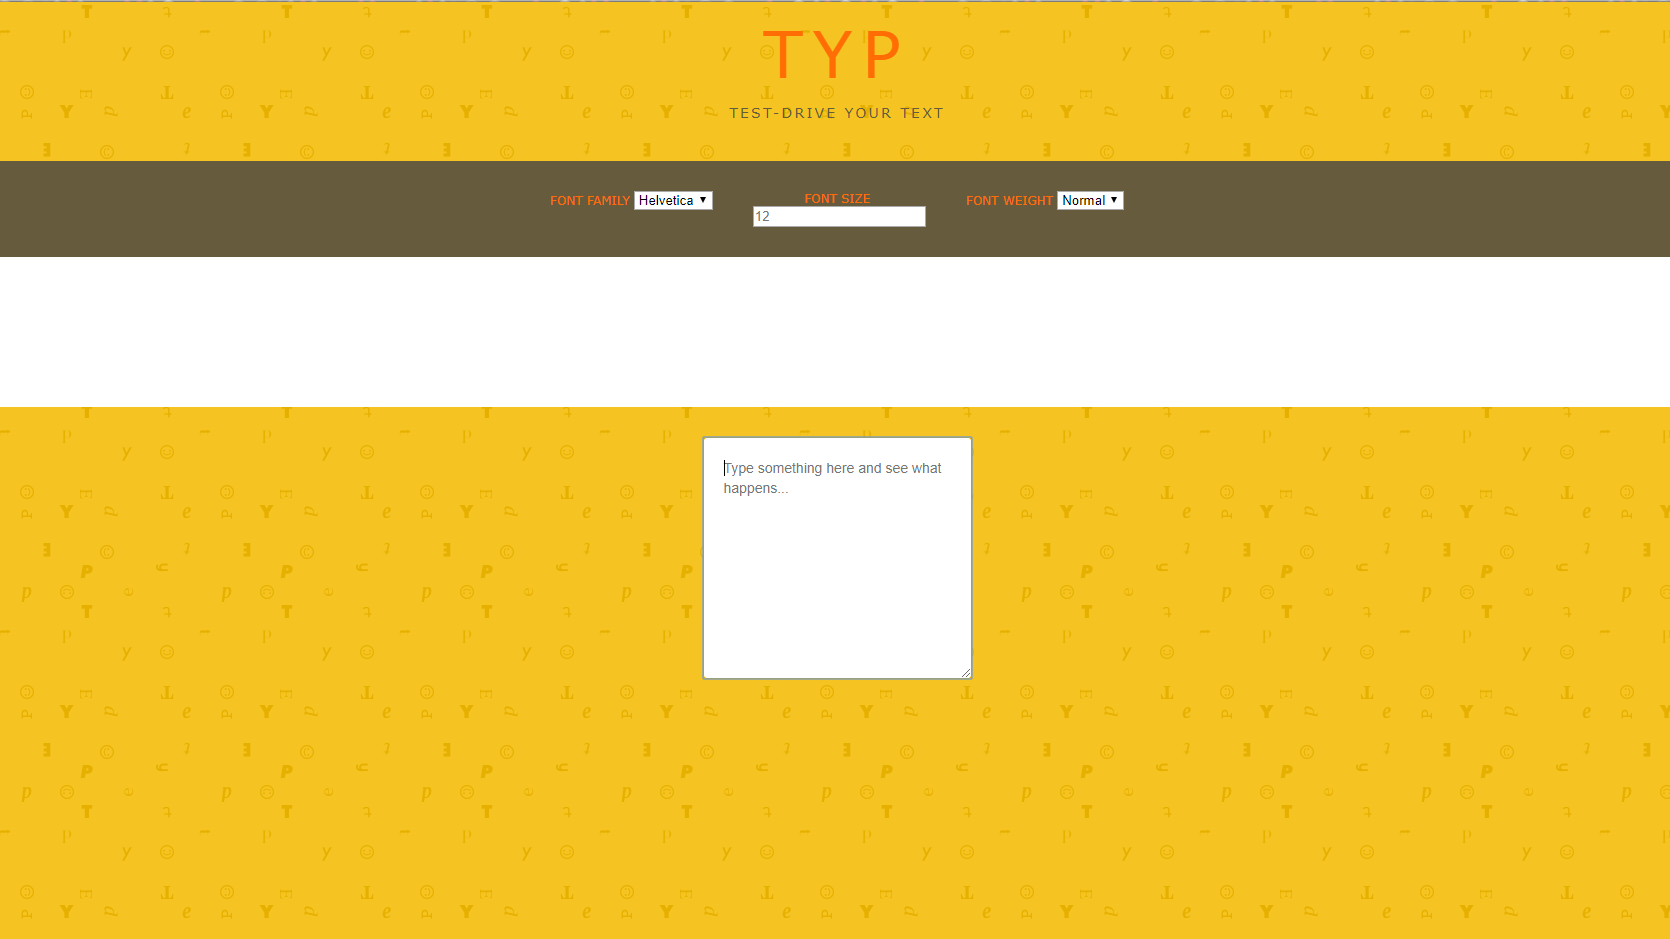 TYP
TEST-DRIVE YOUR TEXT
FONT FAMILY Helvetica
FONT SIZE
12
FONT WEIGHT Normal
Type something here and see what
happens...